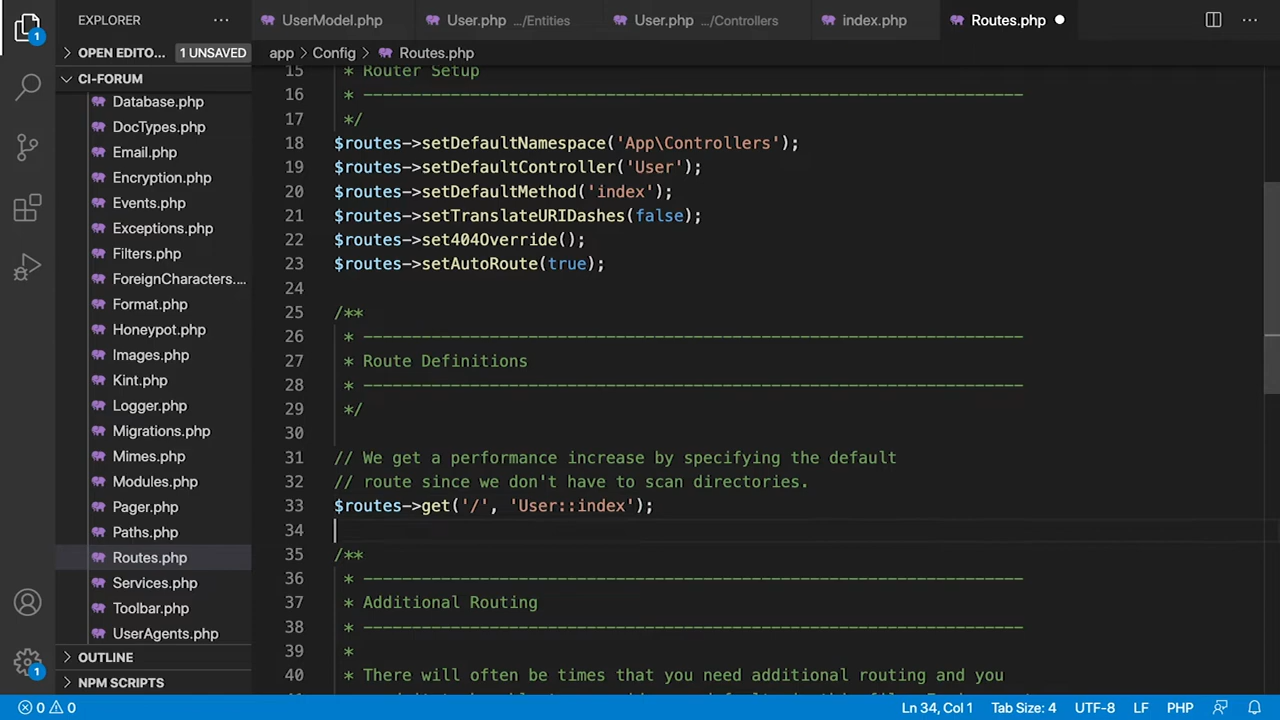 EXPLORER
UserModel.php
User.php .../Entities
User.php .../Controllers
index.php
Routes.php
OPEN EDITO... 1 UNSAVED
app > Config > Routes.php
CI-FORUM
Database.php
DocTypes.php
Email.php
Encryption.php
Events.php
Exceptions.php
Filters.php
ForeignCharacters....
Format.php
Honeypot.php
Images.php
Kint.php
Logger.php
Migrations.php
Mimes.php
Modules.php
Pager.php
Paths.php
Routes.php
Services.php
Toolbar.php
UserAgents.php
OUTLINE
NPM SCRIPTS
1
1
15 * Router Setup
16 * --------------------------------------------------------------------
17 */
18 $routes->setDefaultNamespace('App\Controllers');
19 $routes->setDefaultController('User');
20 $routes->setDefaultMethod('index');
21 $routes->setTranslateURIDashes(false);
22 $routes->set404Override();
23 $routes->setAutoRoute(true);
24
25 /**
26 * --------------------------------------------------------------------
27 * Route Definitions
28 * --------------------------------------------------------------------
29 */
30
31 // We get a performance increase by specifying the default
32 // route since we don't have to scan directories.
33 $routes->get('/', 'User::index');
34
35 /**
36 * --------------------------------------------------------------------
37 * Additional Routing
38 * --------------------------------------------------------------------
39 *
40 * There will often be times that you need additional routing and you
0 0
Ln 34, Col 1 Tab Size: 4 UTF-8 LF PHP